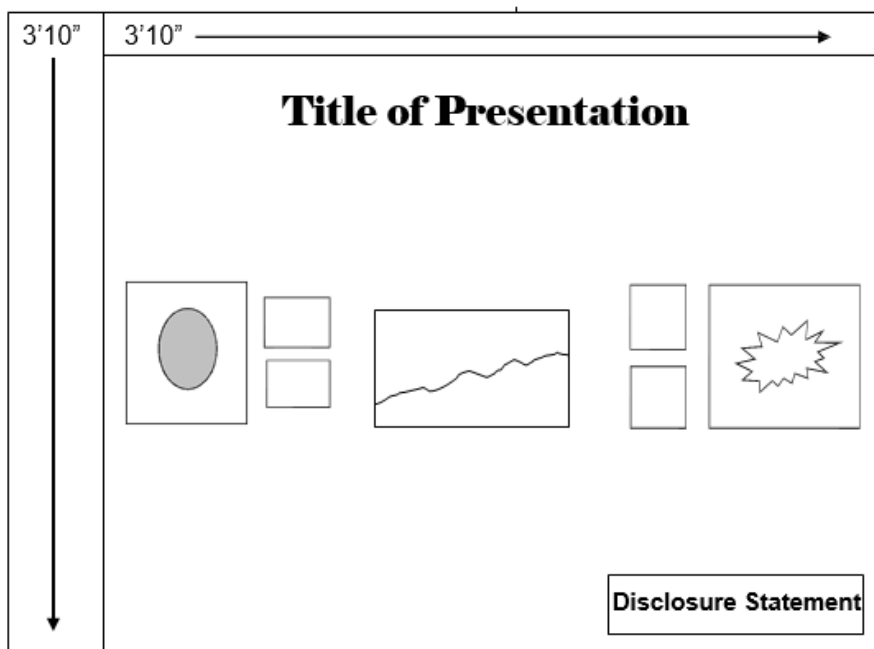 3’10”
3’10”
Title of Presentation
Disclosure Statement